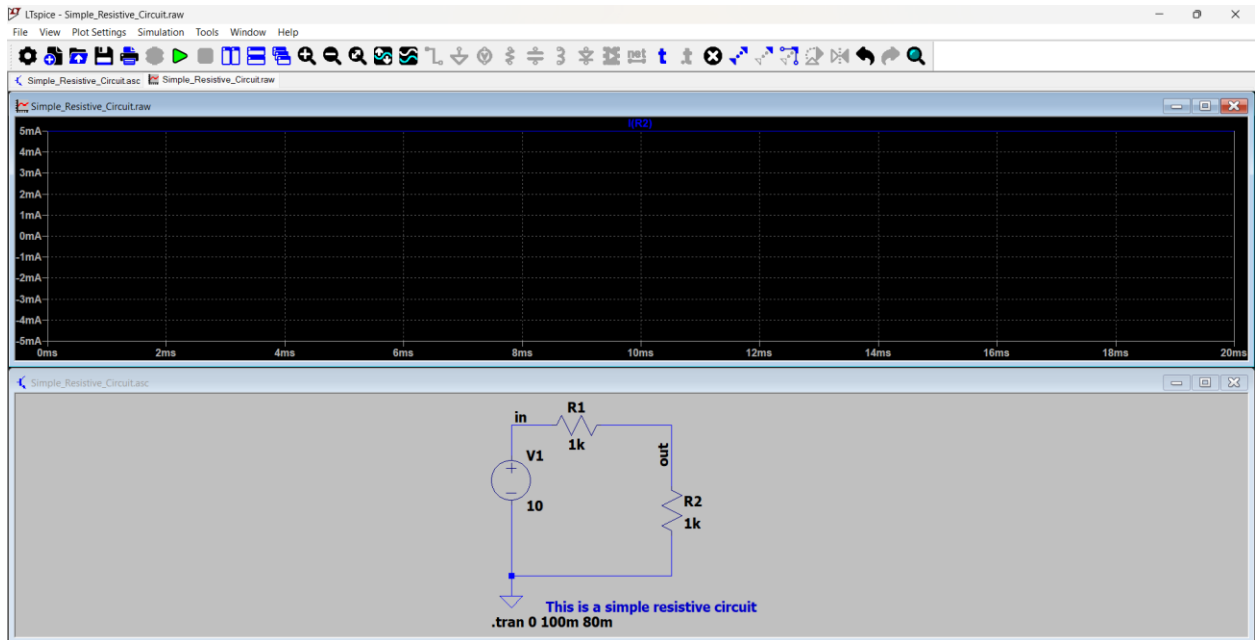 LTspice - Simple_Resistive_Circuit.raw
File View Plot Settings Simulation Tools Window Help
net t t
Simple_Resistive_Circuit.asc Simple_Resistive_Circuit.raw
Simple_Resistive_Circuit.raw
I(R2)
5mA
4mA
3mA
2mA
1mA
0mA
-1mA
-2mA
-3mA
-4mA
-5mA
0ms 2ms 4ms 6ms 8ms 10ms 12ms 14ms 16ms 18ms 20ms
Simple_Resistive_Circuit.asc
in R1
1k
out
V1
10
R2
1k
This is a simple resistive circuit
.tran 0 100m 80m